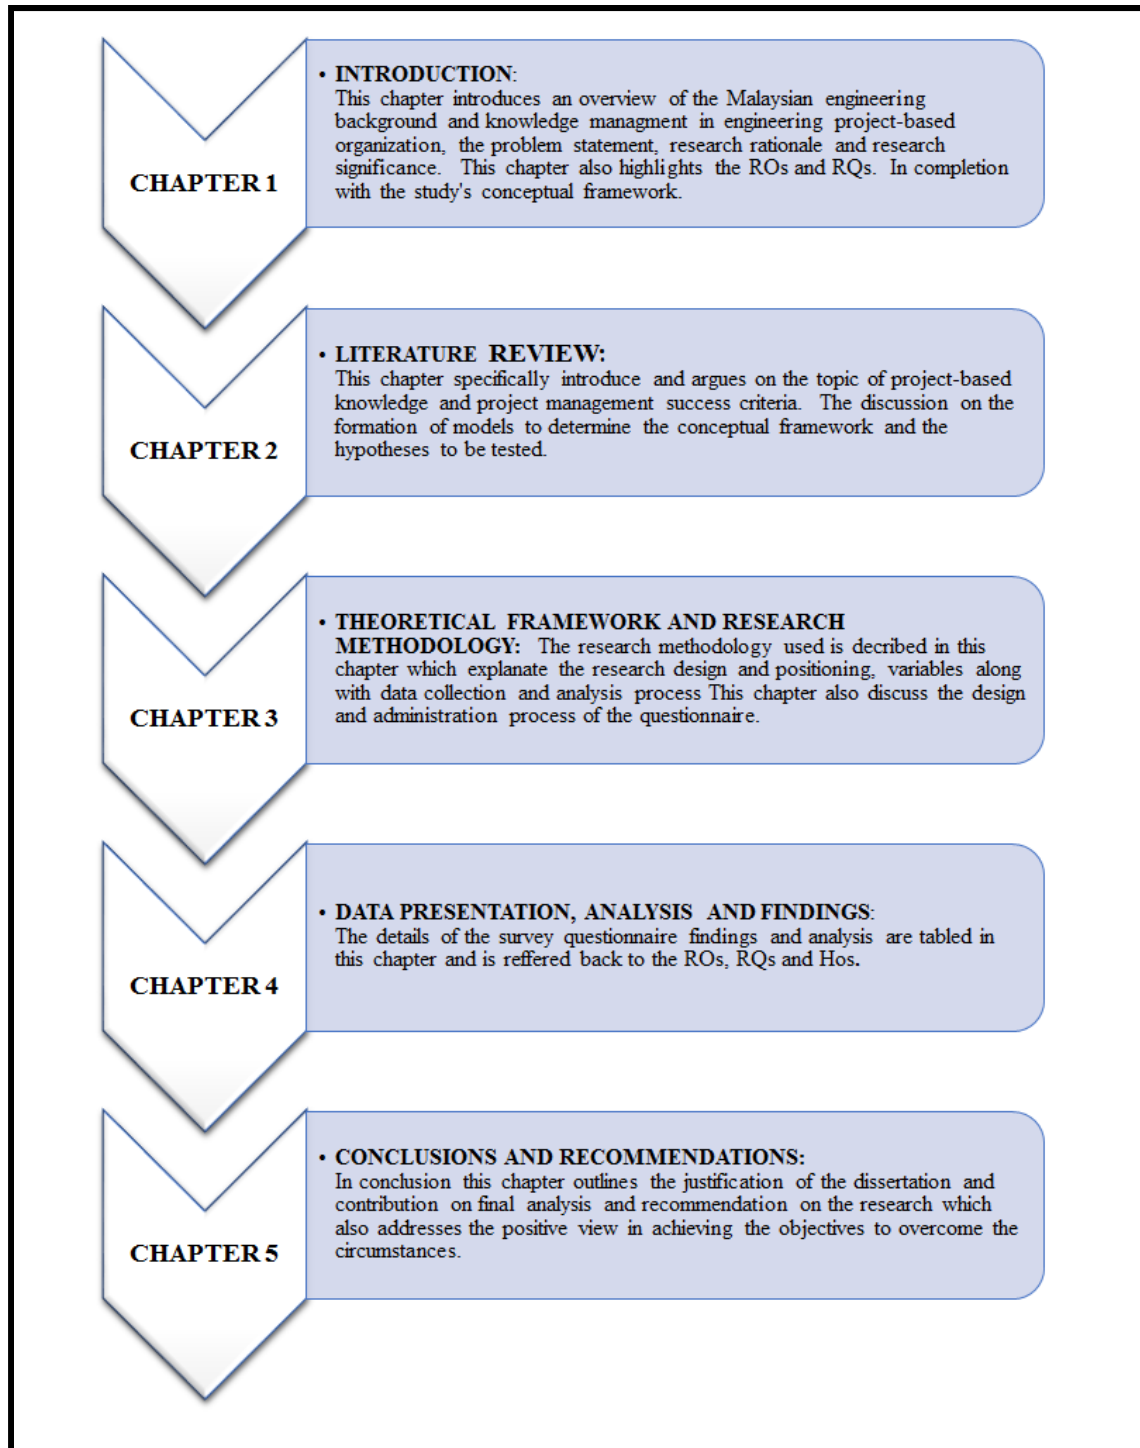 CHAPTER 1
• INTRODUCTION:
This chapter introduces an overview of the Malaysian engineering
background and knowledge managment in engineering project-based
organization, the problem statement, research rationale and research
significance. This chapter also highlights the ROs and RQs. In completion
with the study's conceptual framework.
CHAPTER 2
• LITERATURE REVIEW:
This chapter specifically introduce and argues on the topic of project-based
knowledge and project management success criteria. The discussion on the
formation of models to determine the conceptual framework and the
hypotheses to be tested.
CHAPTER 3
• THEORETICAL FRAMEWORK AND RESEARCH
METHODOLOGY: The research methodology used is decribed in this
chapter which explanate the research design and positioning, variables along
with data collection and analysis process This chapter also discuss the design
and administration process of the questionnaire.
CHAPTER 4
• DATA PRESENTATION, ANALYSIS AND FINDINGS:
The details of the survey questionnaire findings and analysis are tabled in
this chapter and is reffered back to the ROs, RQs and Hos.
CHAPTER 5
• CONCLUSIONS AND RECOMMENDATIONS:
In conclusion this chapter outlines the justification of the dissertation and
contribution on final analysis and recommendation on the research which
also addresses the positive view in achieving the objectives to overcome the
circumstances.